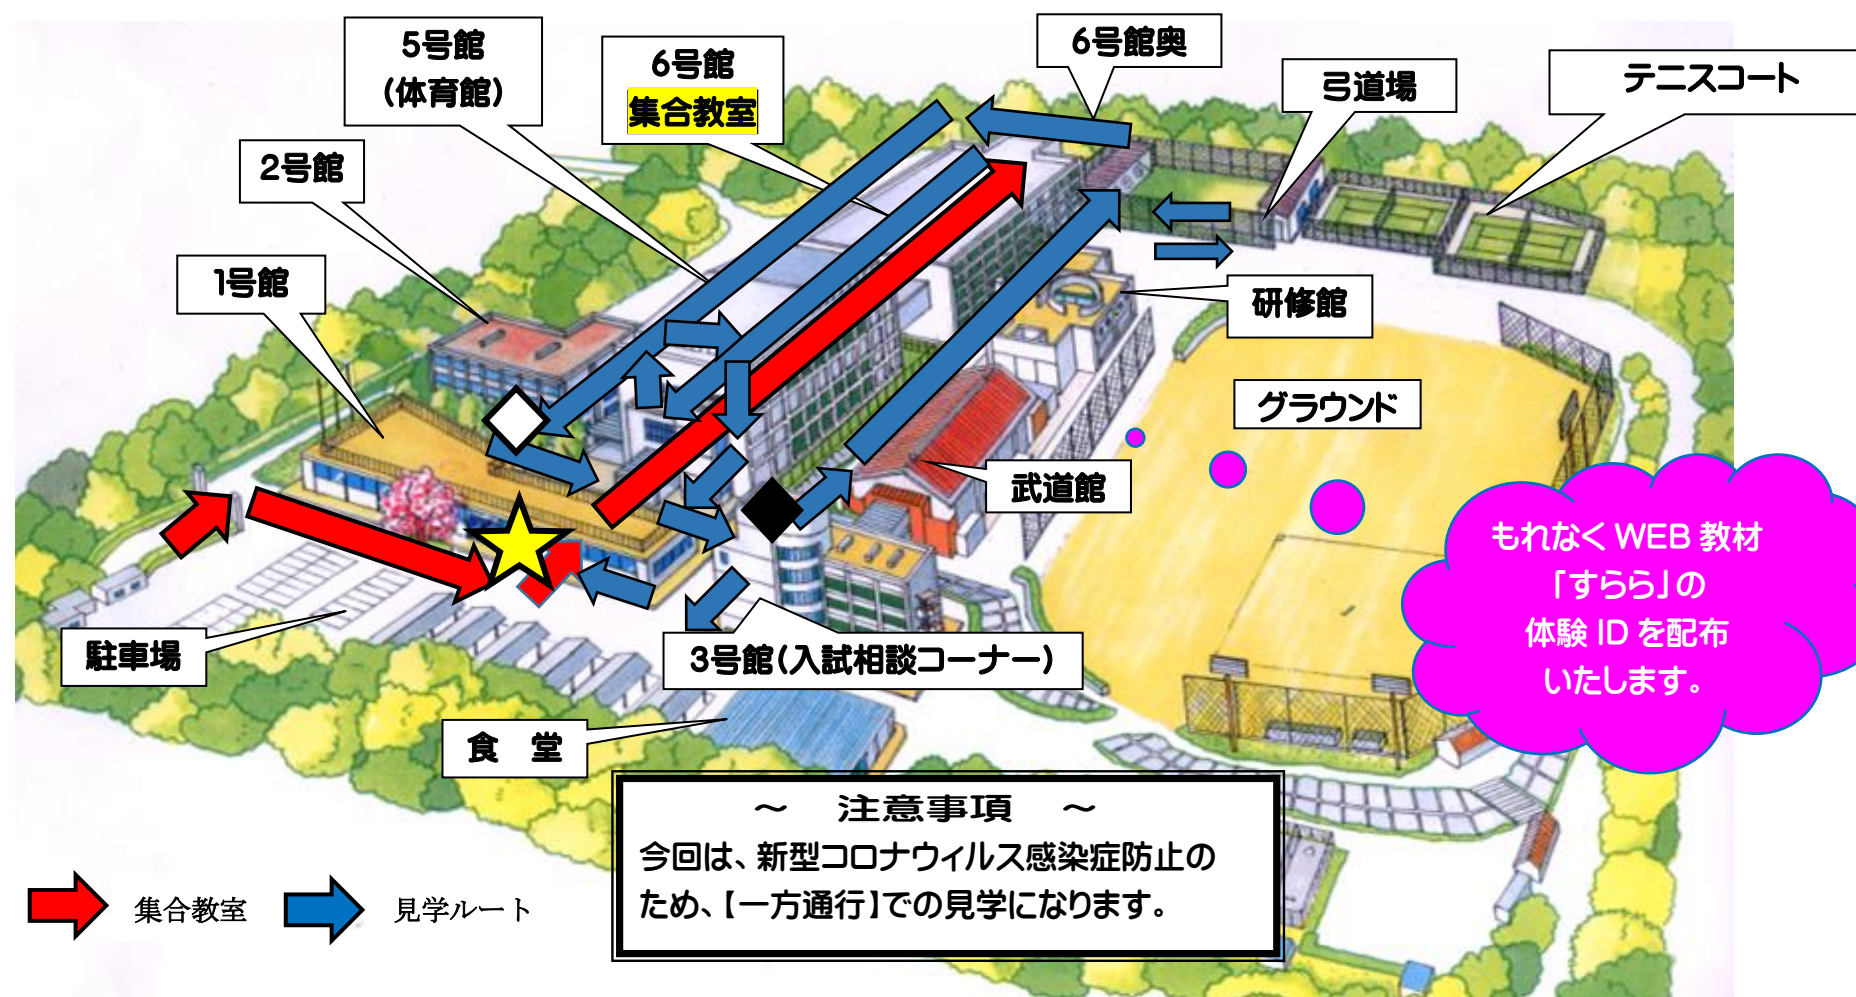 5号館
(体育館)
6号館
集合教室
6号館奥
弓道場
テニスコート
2号館
1号館
研修館
グラウンド
武道館
もれなく WEB 教材
「すらら」の
体験 ID を配布
いたします。
駐車場
3号館(入試相談コーナー)
食 堂
~ 注意事項 ~
今回は、新型コロナウィルス感染症防止の
ため、【一方通行】での見学になります。
集合教室
見学ルート